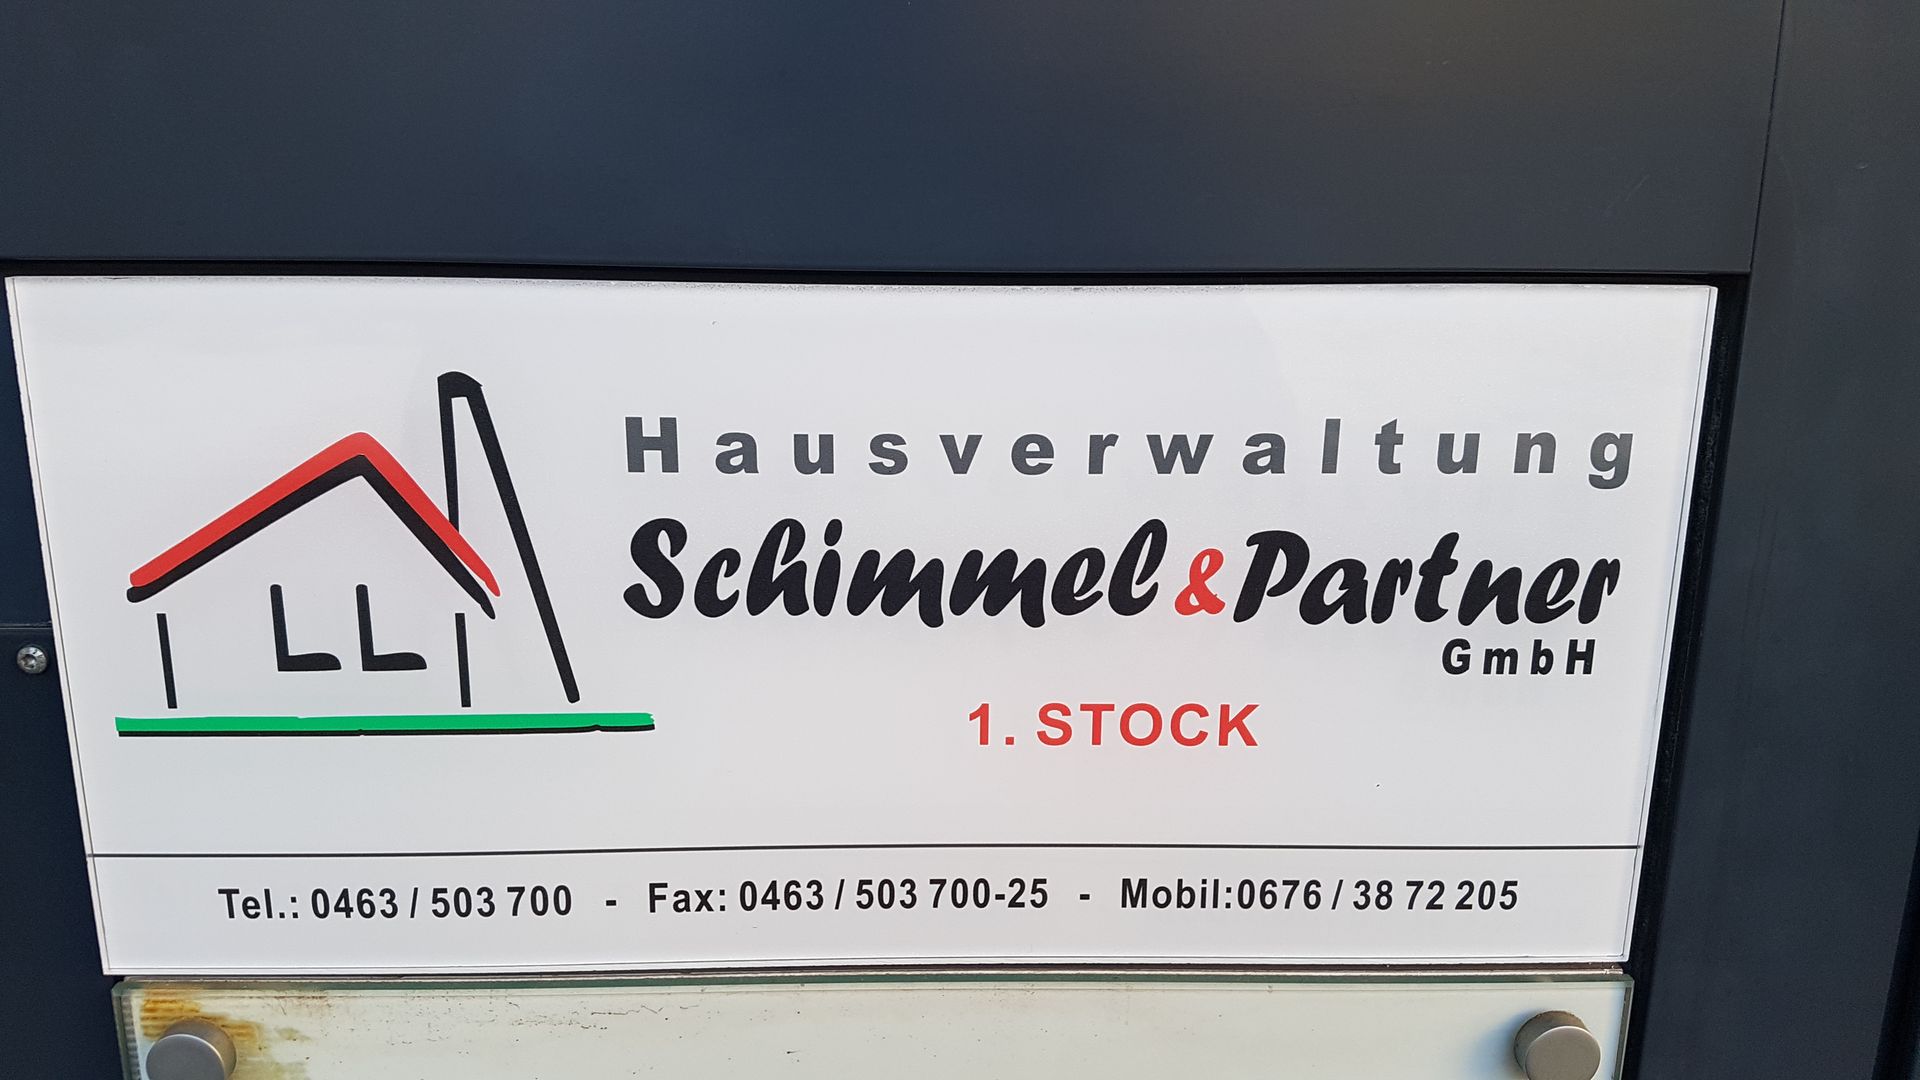 Hausverwaltung
Schimmel & Partner
GmbH
1. STOCK
Tel.: 0463 / 503 700 - Fax: 0463 / 503 700-25 - Mobil:0676 / 38 72 205